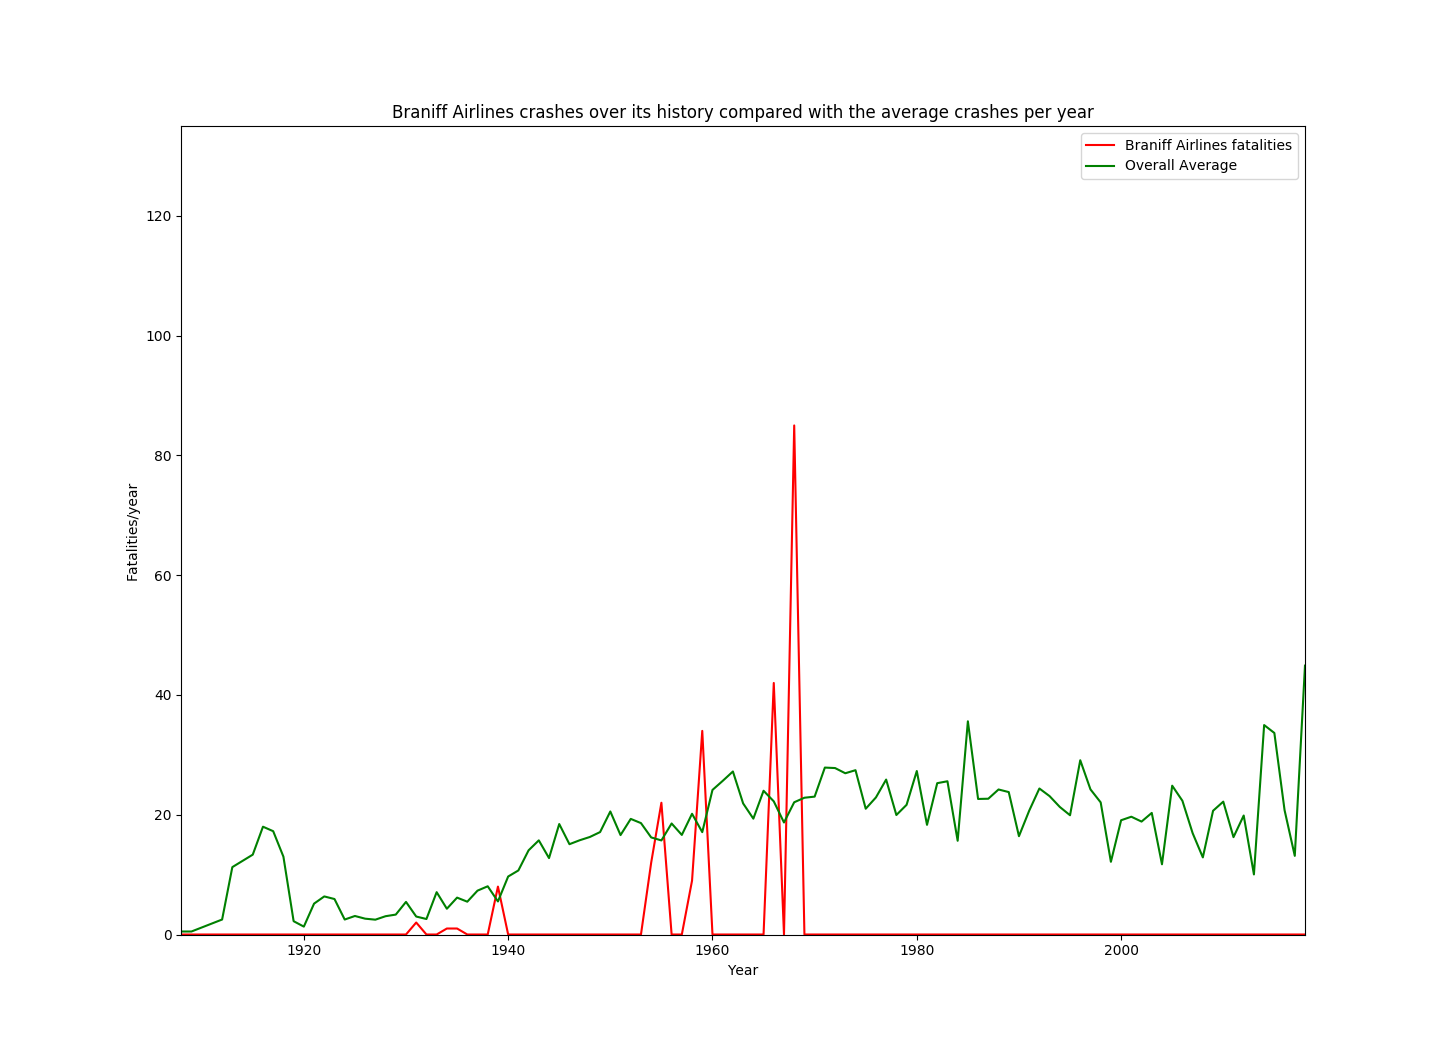 Braniff Airlines crashes over its history compared with the average crashes per year
Braniff Airlines fatalities
Overall Average
120
100
80
60
40
20
0
Fatalities/year
1920
1940
1960
1980
2000
Year